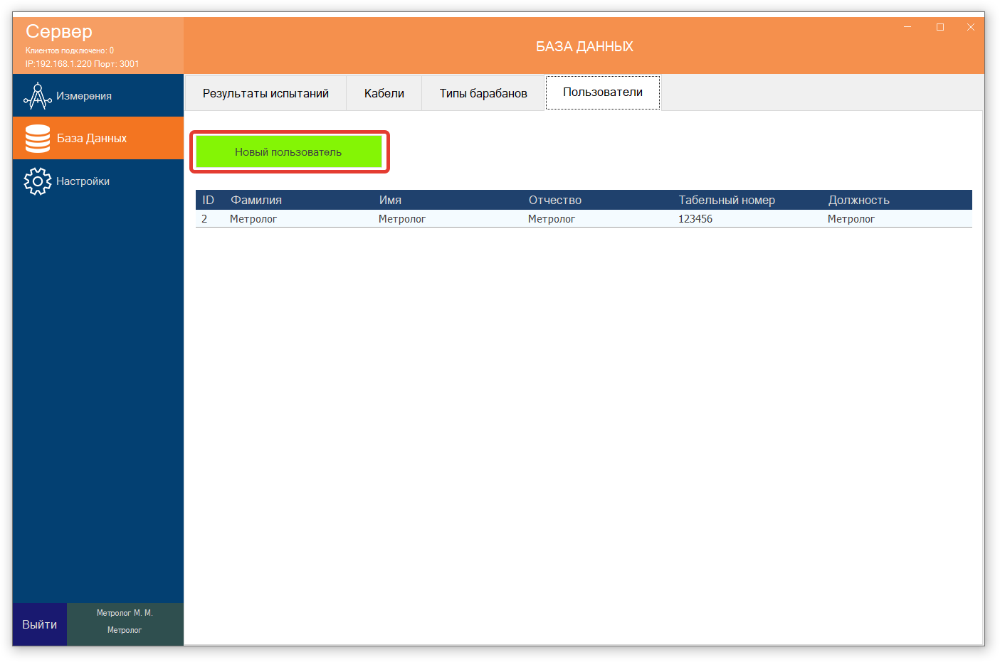 Сервер
Клиентов подключено: 0
IP:192.168.1.220 Порт: 3001
БАЗА ДАННЫХ
Измерения
База Данных
Настройки
Результаты испытаний Кабели Типы барабанов Пользователи
Новый пользователь
ID Фамилия Имя Отчество Табельный номер Должность
2 Метролог Метролог Метролог 123456 Метролог
Выйти
Метролог М. М.
Метролог